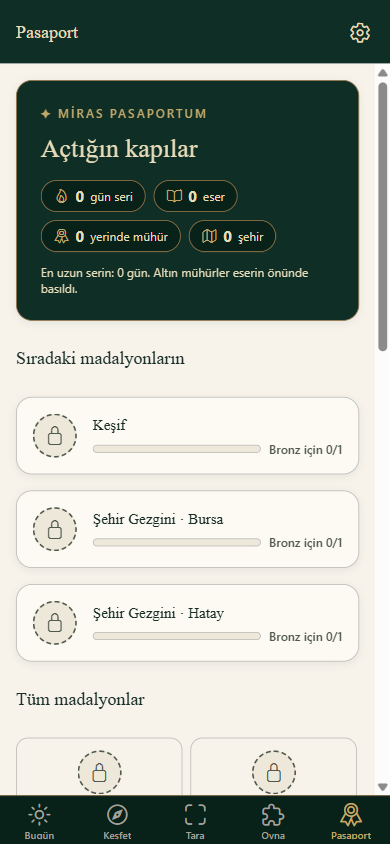 Pasaport
MİRAS PASAPORTUM
Açtığın kapılar
0 gün seri
0 eser
0 yerinde mühür
0 şehir
En uzun serin: 0 gün. Altın mühürler eserin önünde
basıldı.
Sıradaki madalyonların
Keşif
Bronz için 0/1
Şehir Gezgini · Bursa
Bronz için 0/1
Şehir Gezgini · Hatay
Bronz için 0/1
Tüm madalyonlar
Bugün
Keşfet
Tara
Oyna
Pasaport